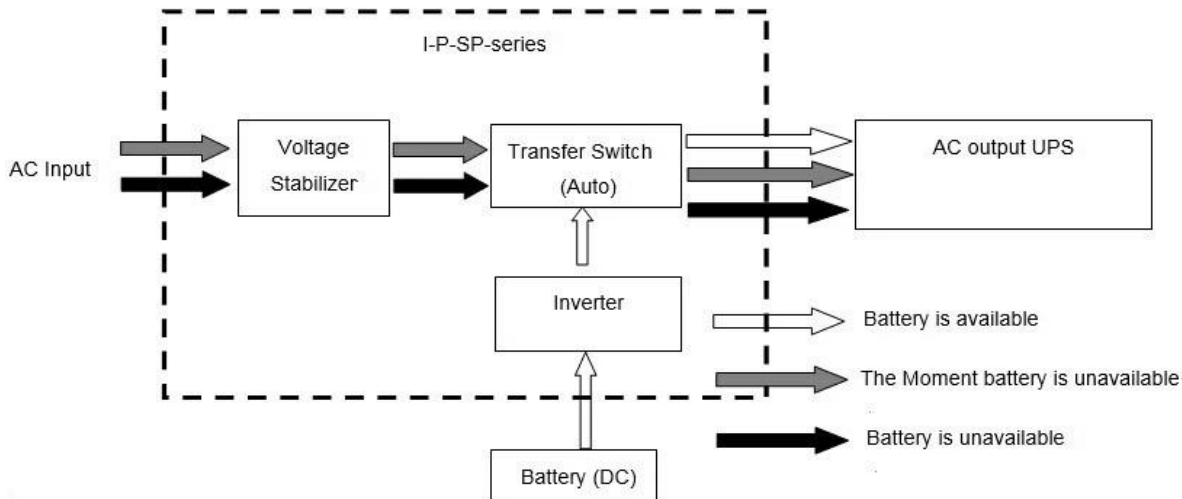 I-P-SP-series
AC Input
Voltage
Stabilizer
Transfer Switch
(Auto)
AC output UPS
Inverter
Battery (DC)
Battery is available
The Moment battery is unavailable
Battery is unavailable